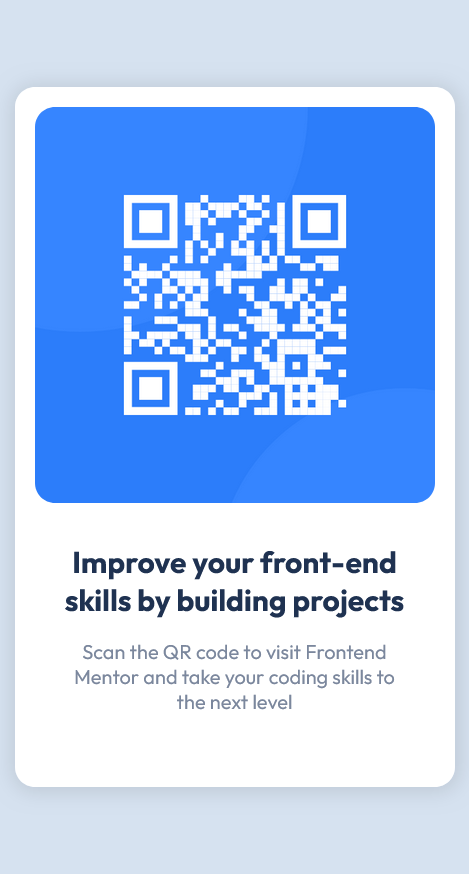 Improve your front-end
skills by building projects
Scan the QR code to visit Frontend
Mentor and take your coding skills to
the next level